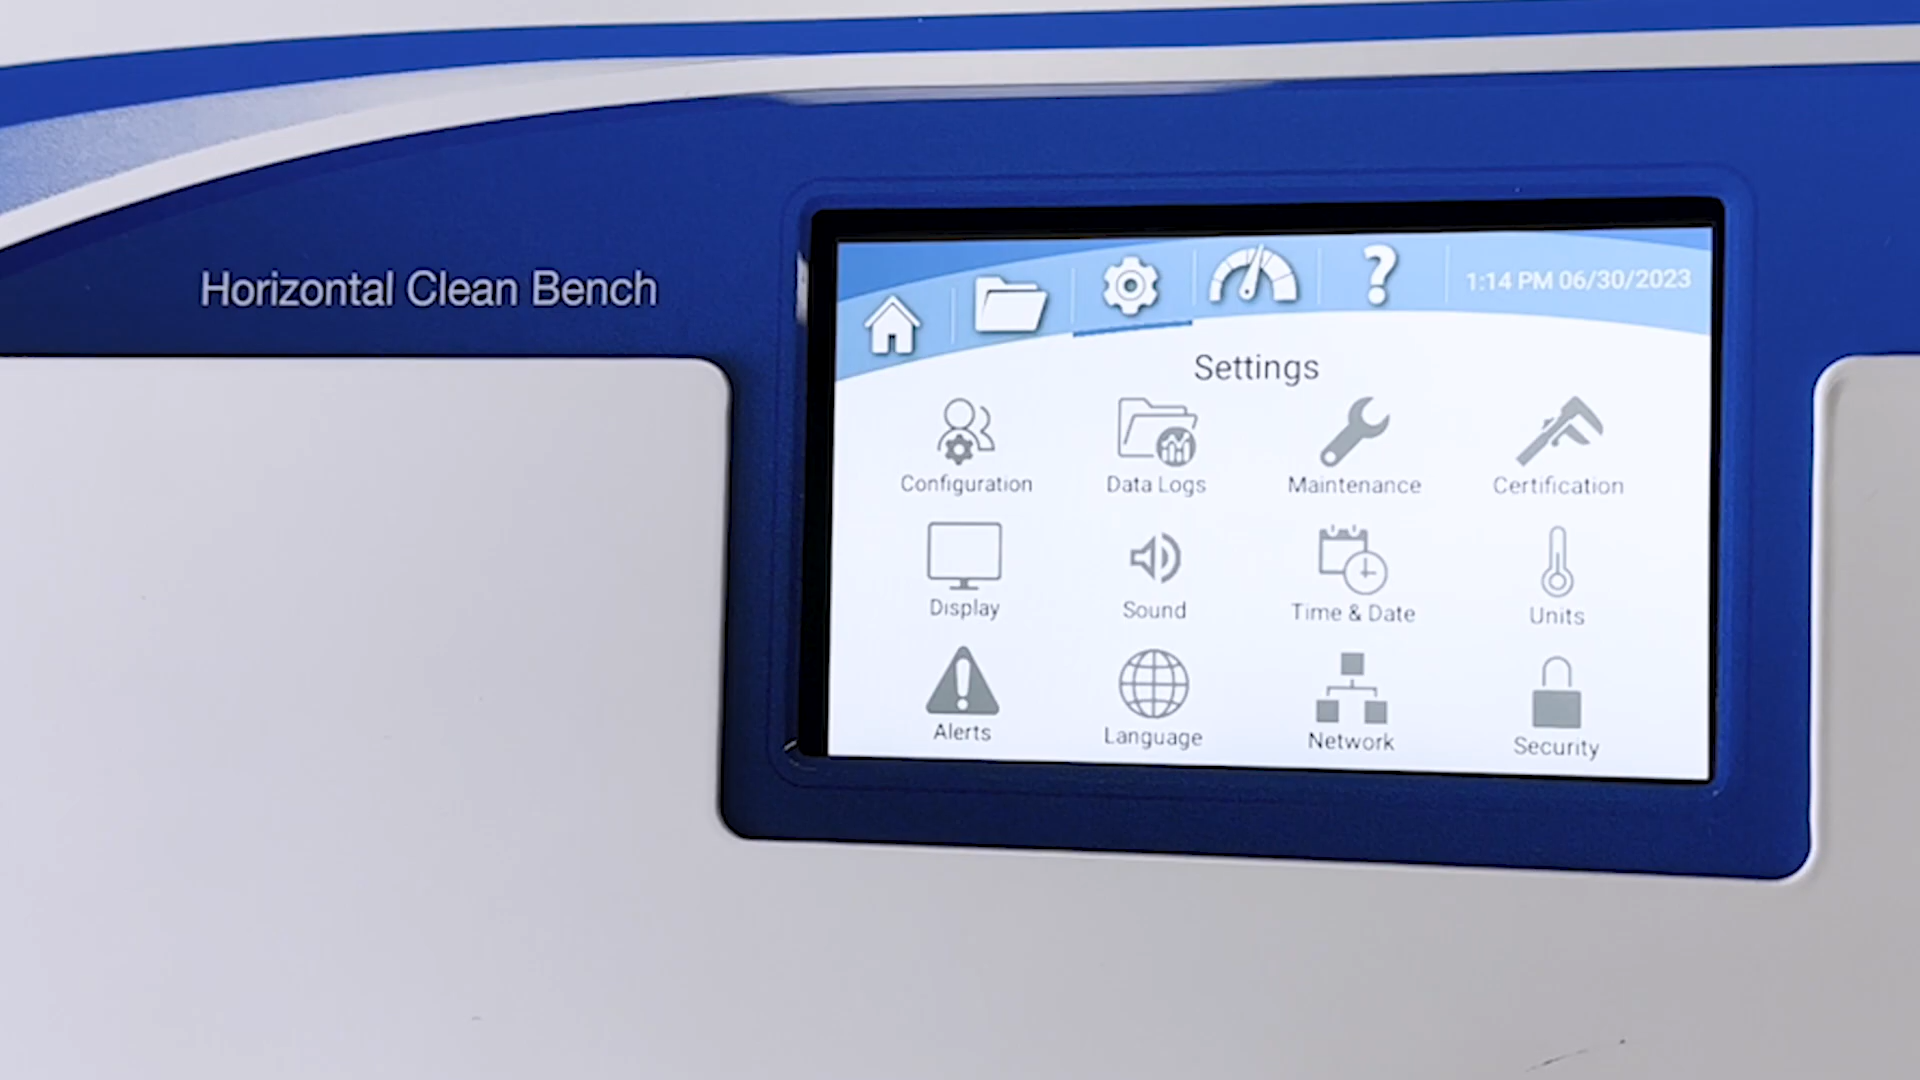 Horizontal Clean Bench
1:14 PM 06/30/2023
Settings
Configuration
Data Logs
Maintenance
Certification
Display
Sound
Time & Date
Units
Alerts
Language
Network
Security